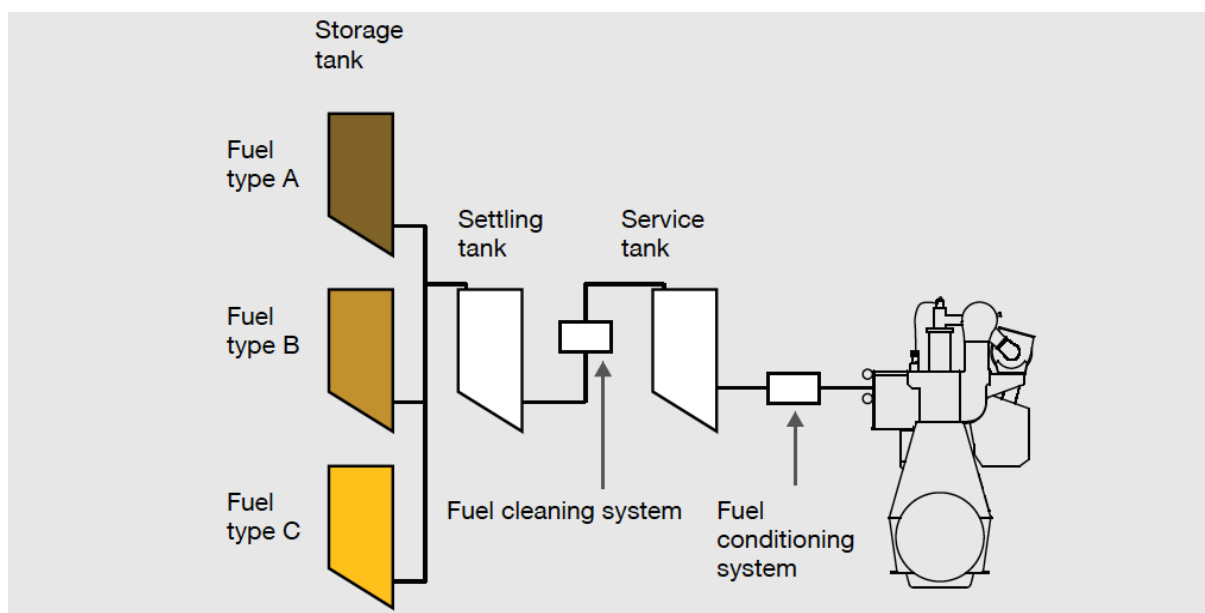 Storage
tank
Fuel
type A
Settling
tank
Service
tank
Fuel
type B
Fuel
type C
Fuel cleaning system
Fuel
conditioning
system